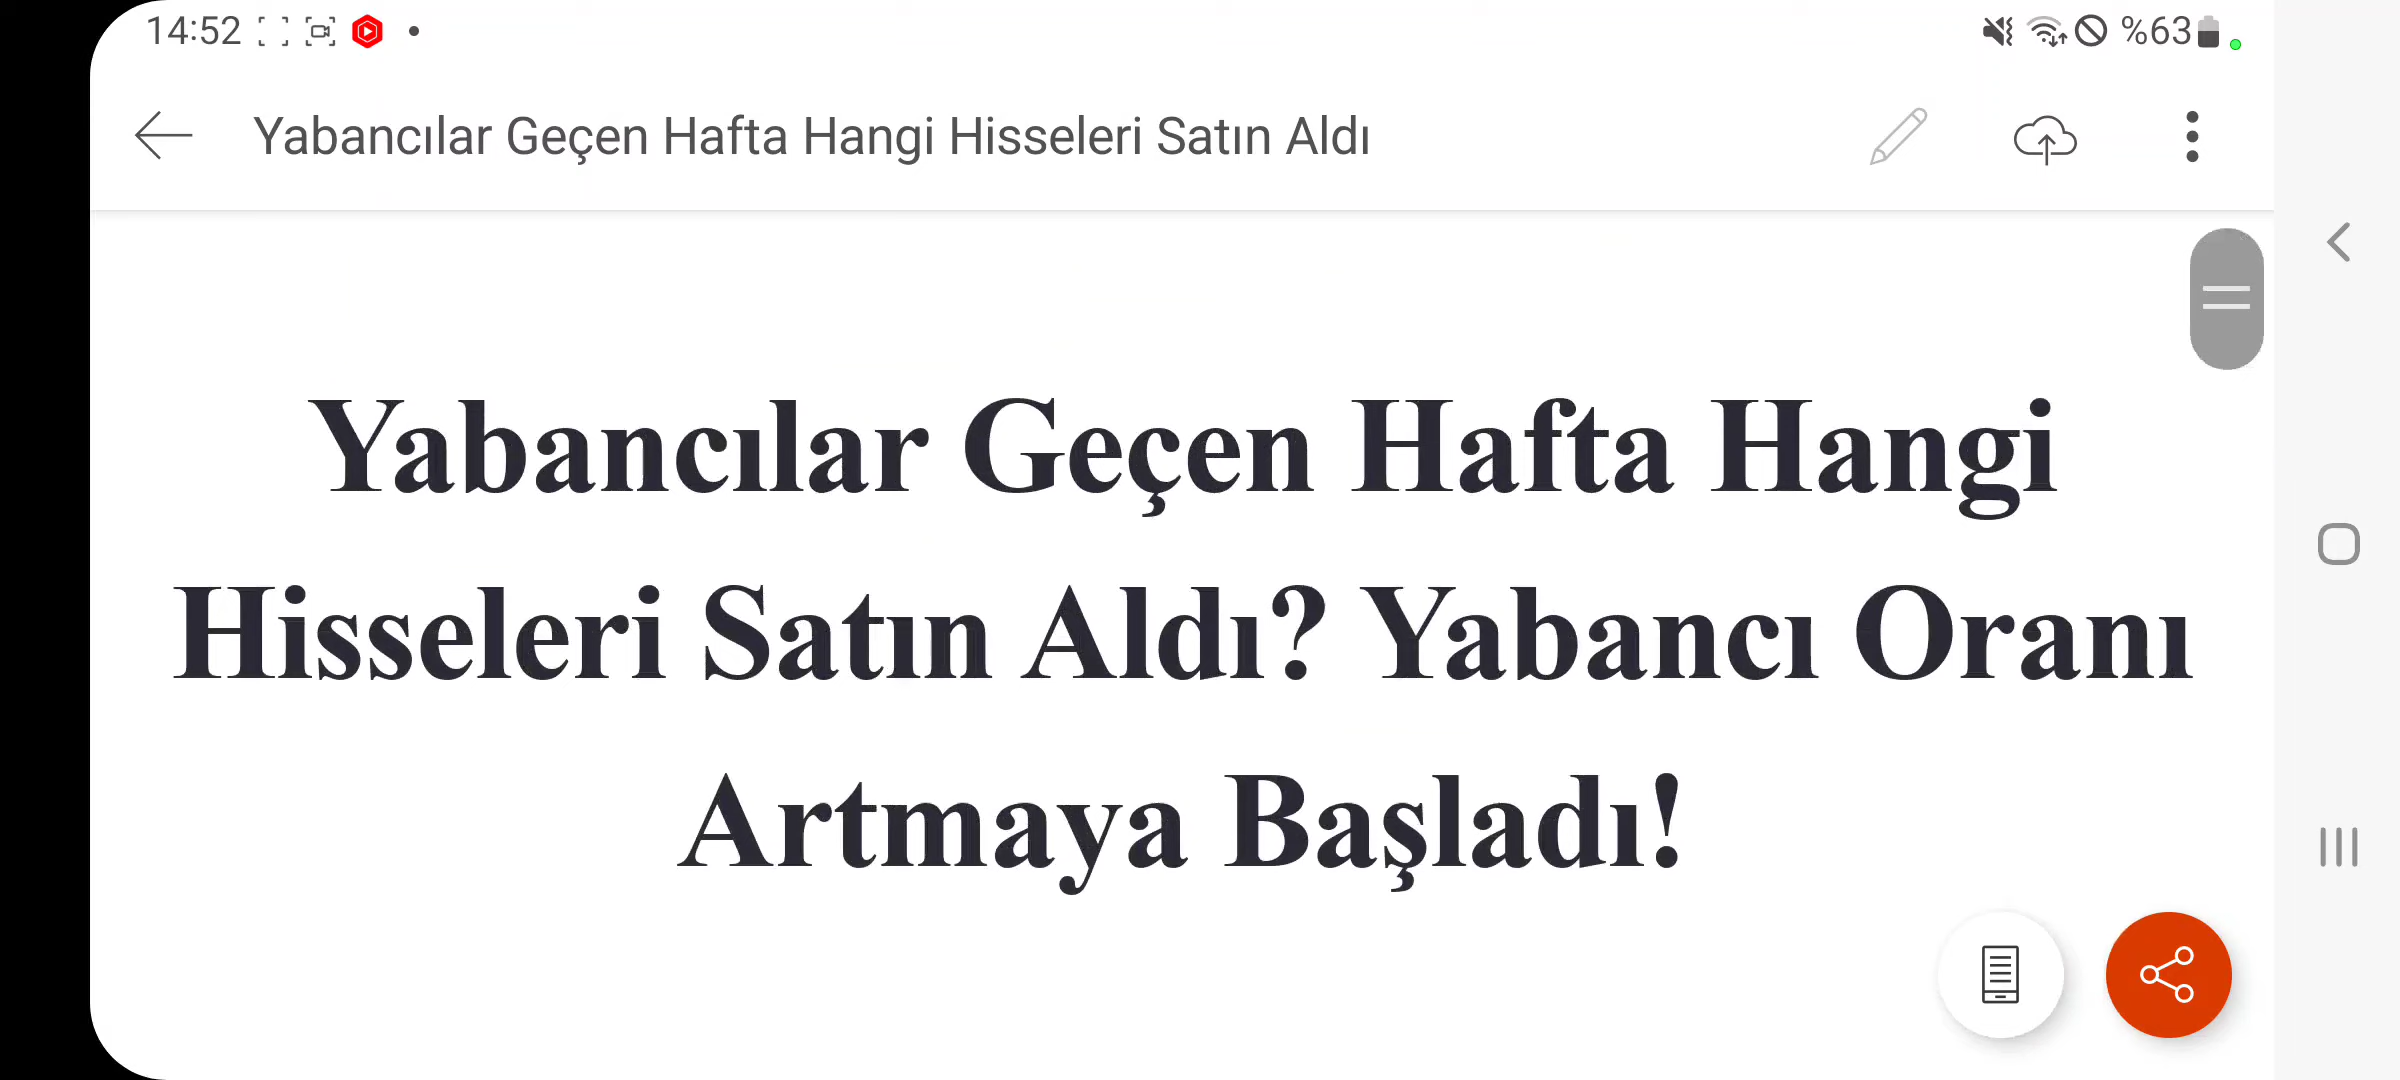 14:52
%63
Yabancılar Geçen Hafta Hangi Hisseleri Satın Aldı
Yabancılar Geçen Hafta Hangi
Hisseleri Satın Aldı? Yabancı Oranı
Artmaya Başladı!